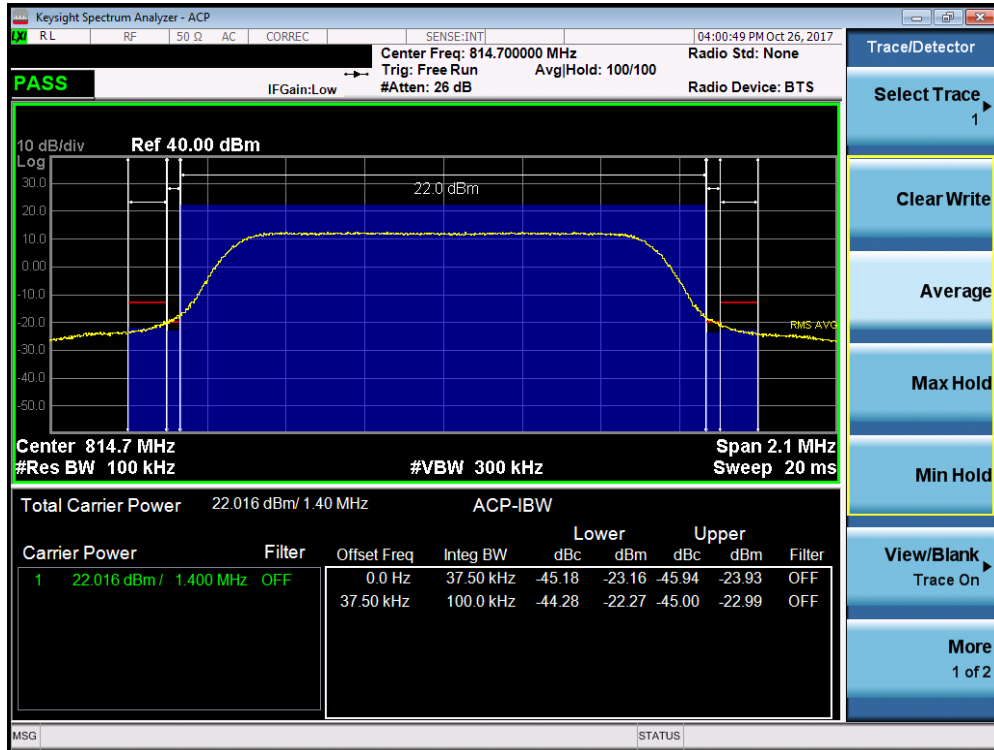 Keysight Spectrum Analyzer - ACP
LXI RL RF 50 Ω AC CORREC SENSE:INT 04:00:49 PM Oct 26, 2017
Center Freq: 814.700000 MHz Radio Std: None
Trig: Free Run Avg|Hold: 100/100
PASS IFGain:Low #Atten: 26 dB Radio Device: BTS
10 dB/div Ref 40.00 dBm
Log
30.0
22.0 dBm
20.0
10.0
0.00
-10.0
-20.0
RMS AVG
-30.0
-40.0
-50.0
Center 814.7 MHz Span 2.1 MHz
#Res BW 100 kHz #VBW 300 kHz Sweep 20 ms
Total Carrier Power 22.016 dBm/ 1.40 MHz ACP-IBW
Lower Upper
Carrier Power Filter Offset Freq Integ BW dBc dBm dBc dBm Filter
1 22.016 dBm / 1.400 MHz OFF 0.0 Hz 37.50 kHz -45.18 -23.16 -45.94 -23.93 OFF
37.50 kHz 100.0 kHz -44.28 -22.27 -45.00 -22.99 OFF
MSG STATUS
Trace/Detector
Select Trace
1
Clear Write
Average
Max Hold
Min Hold
View/Blank
Trace On
More
1 of 2